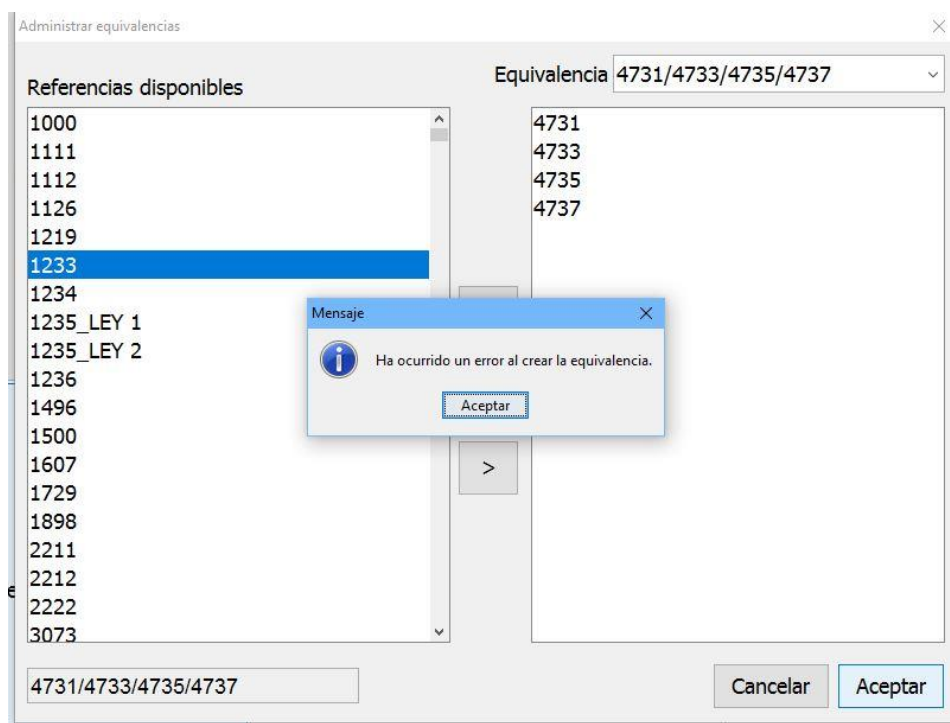 Administrar equivalencias
Referencias disponibles
Equivalencia 4731/4733/4735/4737
1000
1111
1112
1126
1219
1233
1234
1235_LEY 1
1235_LEY 2
1236
1496
1500
1607
1729
1898
2211
2212
2222
3073
4731
4733
4735
4737
Mensaje
Ha ocurrido un error al crear la equivalencia.
Aceptar
>
4731/4733/4735/4737
Cancelar
Aceptar